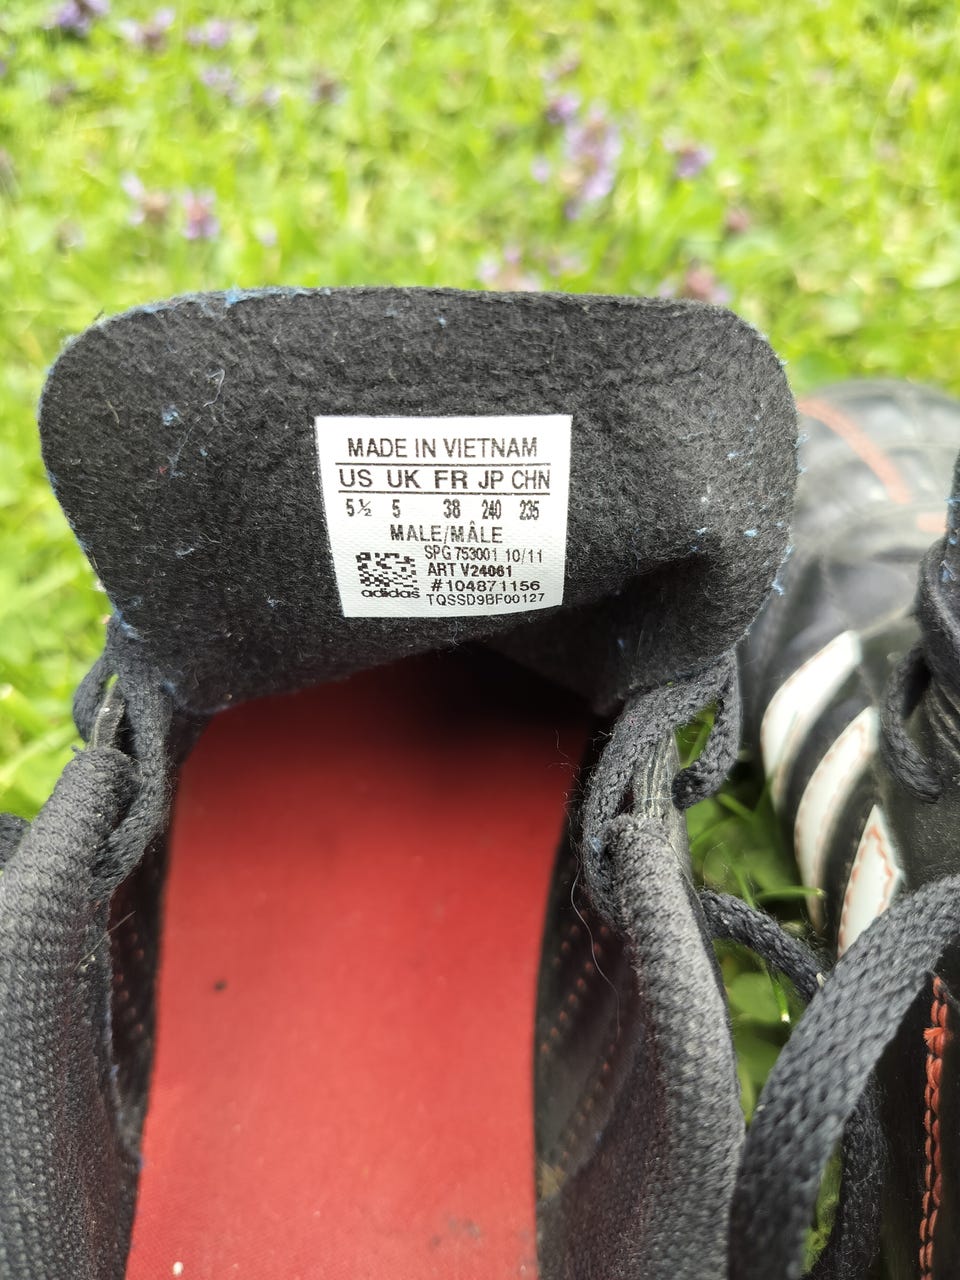 MADE IN VIETNAM
US UK FR JP CHN
5½ 5 38 240 235
MALE/MÂLE
SPG 753001 10/11
ART V24061
#104871156
adidas TQSSD9BF00127